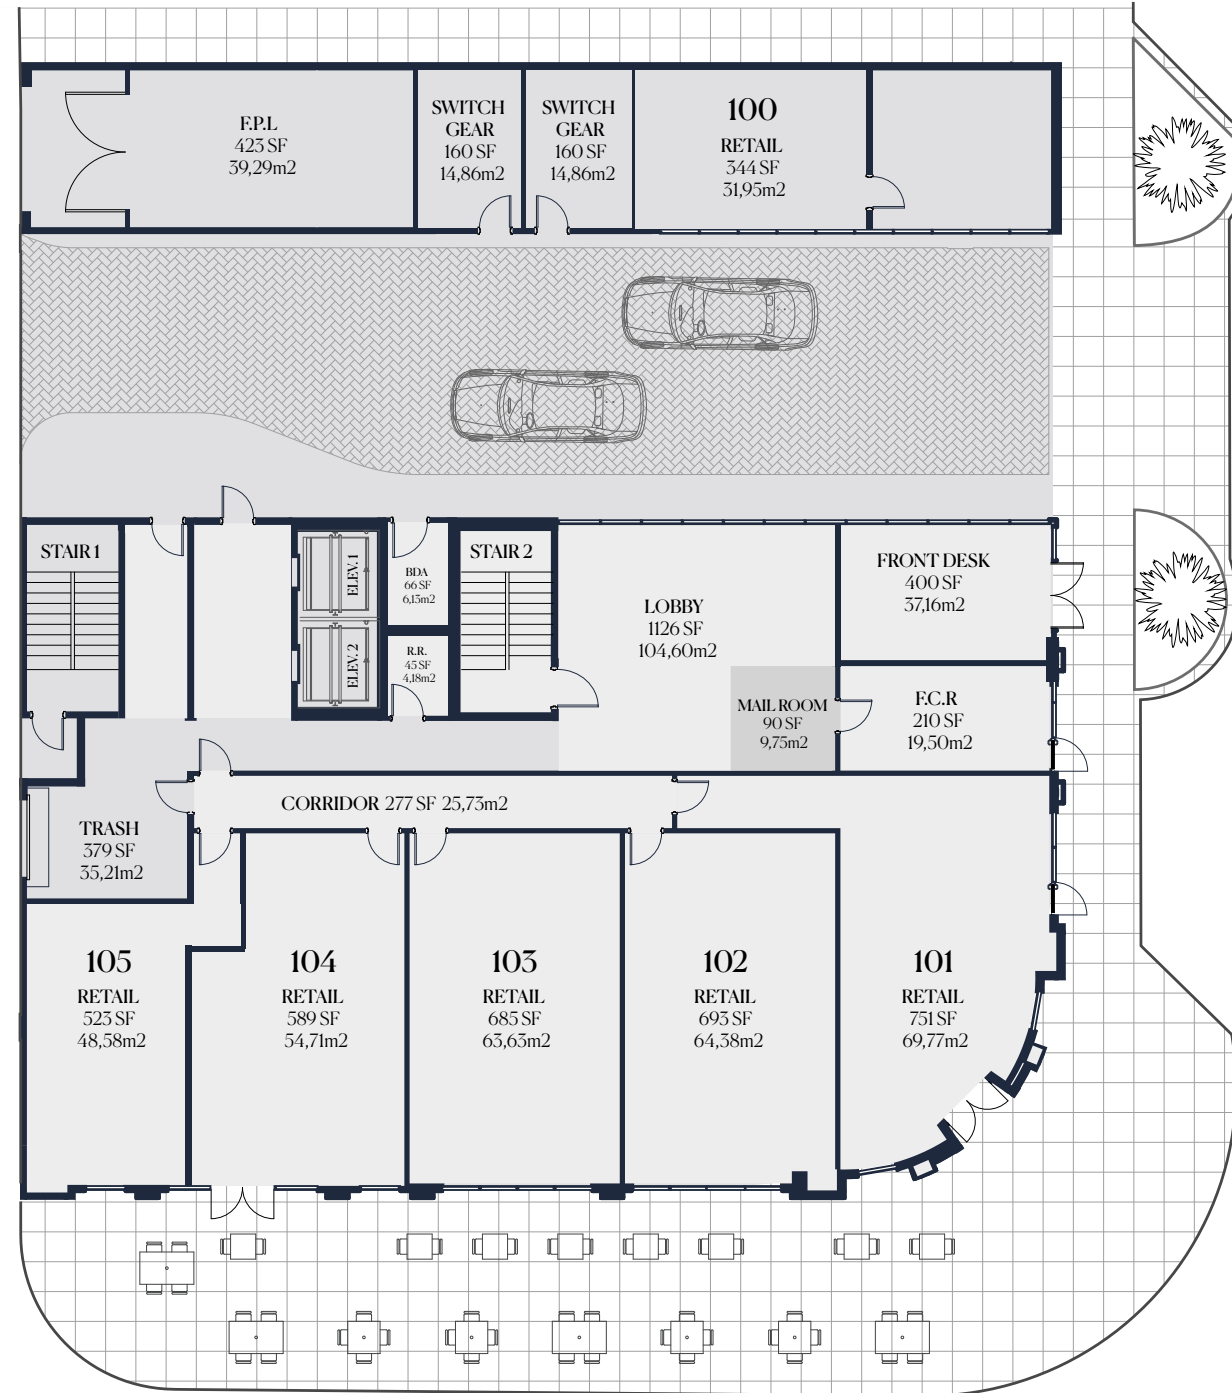 F.P.L
423 SF
39,29m2
SWITCH
GEAR
160 SF
14,86m2
SWITCH
GEAR
160 SF
14,86m2
100
RETAIL
344 SF
31,95m2
STAIR 1
ELEV. 1
ELEV. 2
BDA
66 SF
6,13m2
R.R.
45 SF
4,18m2
STAIR 2
LOBBY
1126 SF
104,60m2
FRONT DESK
400 SF
37,16m2
MAIL ROOM
90 SF
9,75m2
F.C.R
210 SF
19,50m2
CORRIDOR 277 SF 25,73m2
TRASH
379 SF
35,21m2
105
RETAIL
523 SF
48,58m2
104
RETAIL
589 SF
54,71m2
103
RETAIL
685 SF
63,63m2
102
RETAIL
693 SF
64,38m2
101
RETAIL
751 SF
69,77m2